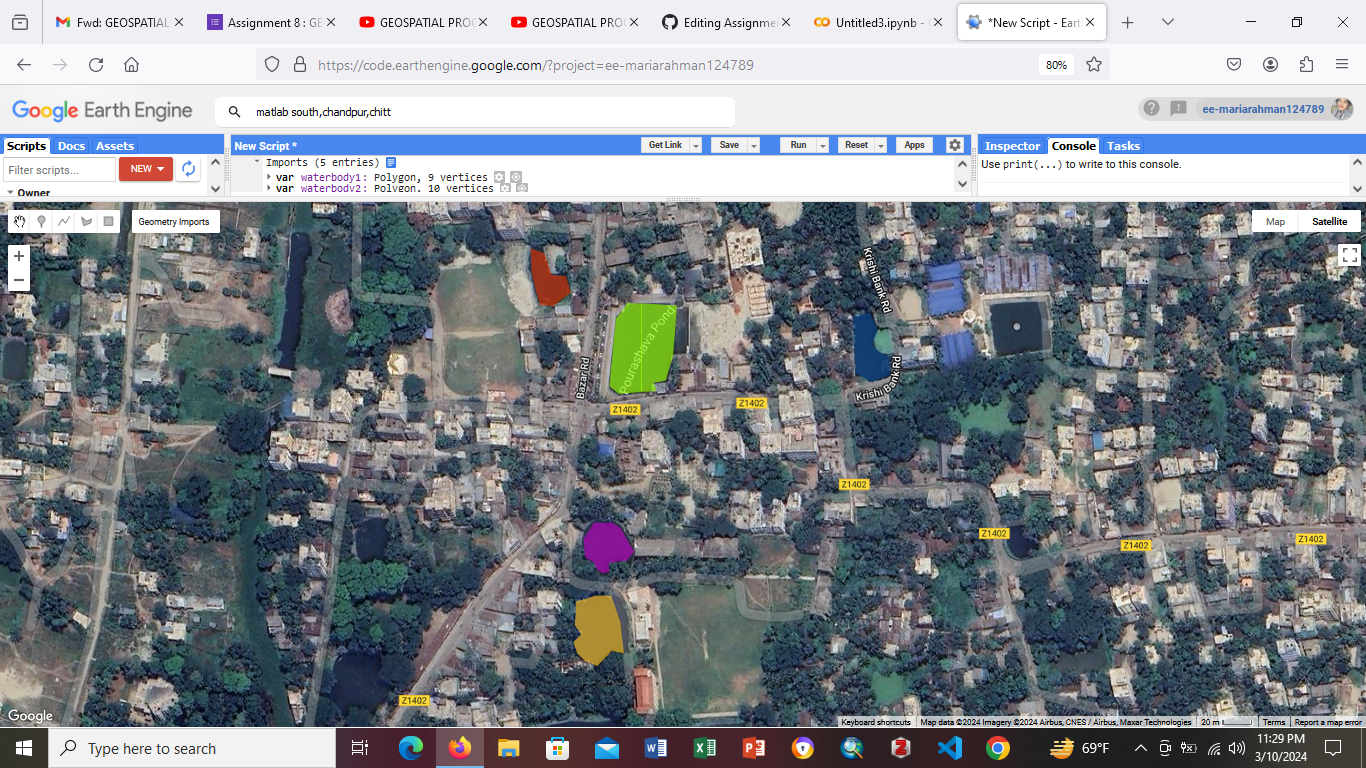 Fwd: GEOSPATIAL
Assignment 8 : GE
GEOSPATIAL PROC
GEOSPATIAL PROC
Editing Assignme
Untitled3.ipynb -
*New Script - Eart
https://code.earthengine.google.com/?project=ee-mariarahman124789
80%
Google Earth Engine
matlab south,chandpur,chitt
ee-mariarahman124789
Scripts Docs Assets
New Script *
Get Link Save Run Reset Apps
Inspector Console Tasks
Filter scripts...
NEW
Owner
Imports (5 entries)
var waterbody1: Polygon, 9 vertices
var waterbody2: Polygon, 10 vertices
Use print(...) to write to this console.
Geometry Imports
Map Satellite
+
−
Krishi Bank Rd
Pourashava Pond
Bazar Rd
Krishi Bank Rd
Z1402
Z1402
Z1402
Z1402
Z1402
Z1402
Z1402
Google
Keyboard shortcuts Map data ©2024 Imagery ©2024 Airbus, CNES / Airbus, Maxar Technologies 20 m Terms Report a map error
Type here to search
69°F
11:29 PM
3/10/2024